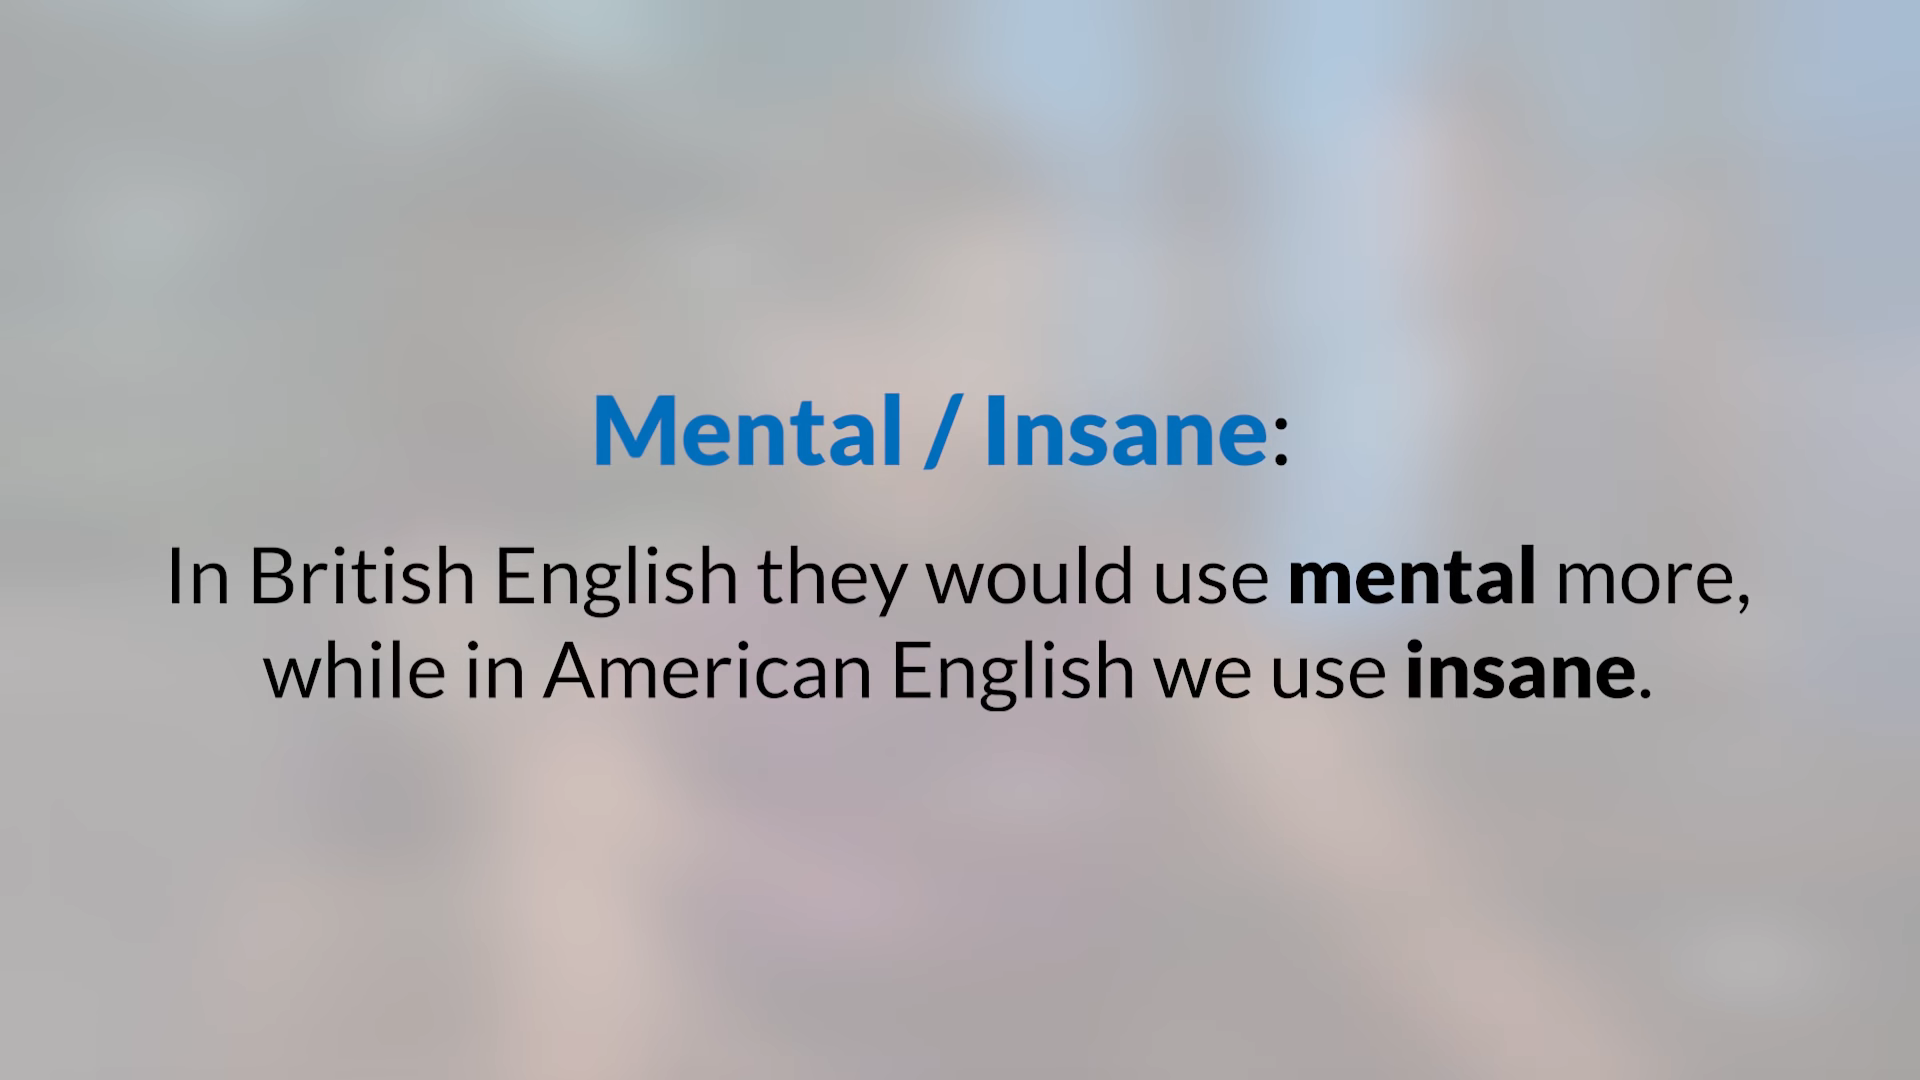 Mental / Insane:
In British English they would use mental more,
while in American English we use insane.